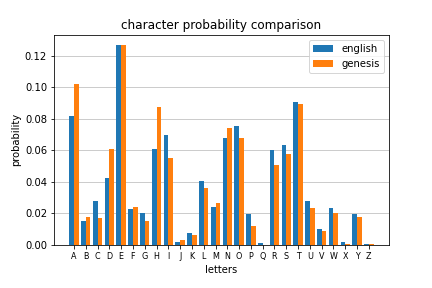 character probability comparison
english
genesis
probability
0.12
0.10
0.08
0.06
0.04
0.02
0.00
A B C D E F G H I J K L M N O P Q R S T U V W X Y Z
letters